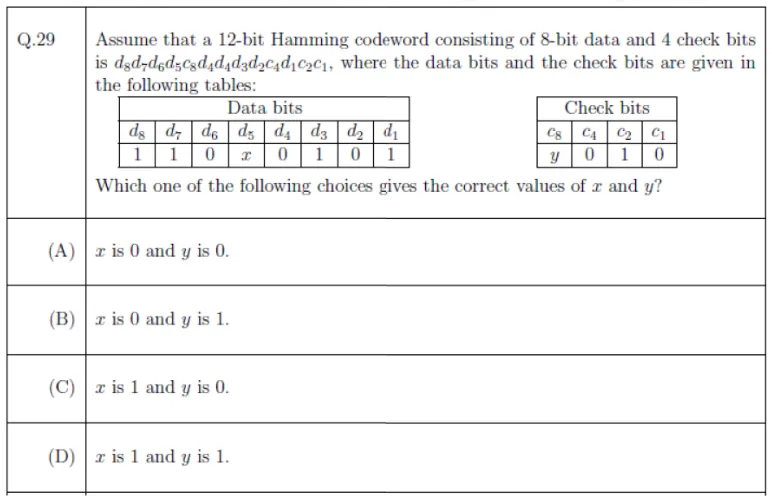 Q.29 Assume that a 12-bit Hamming codeword consisting of 8-bit data and 4 check bits
is d₈d₇d₆d₅c₈d₄d₄d₃d₂c₄d₁c₂c₁, where the data bits and the check bits are given in
the following tables:
Data bits Check bits
d₈ d₇ d₆ d₅ d₄ d₃ d₂ d₁ c₈ c₄ c₂ c₁
1 1 0 x 0 1 0 1 y 0 1 0
Which one of the following choices gives the correct values of x and y?
(A) x is 0 and y is 0.
(B) x is 0 and y is 1.
(C) x is 1 and y is 0.
(D) x is 1 and y is 1.